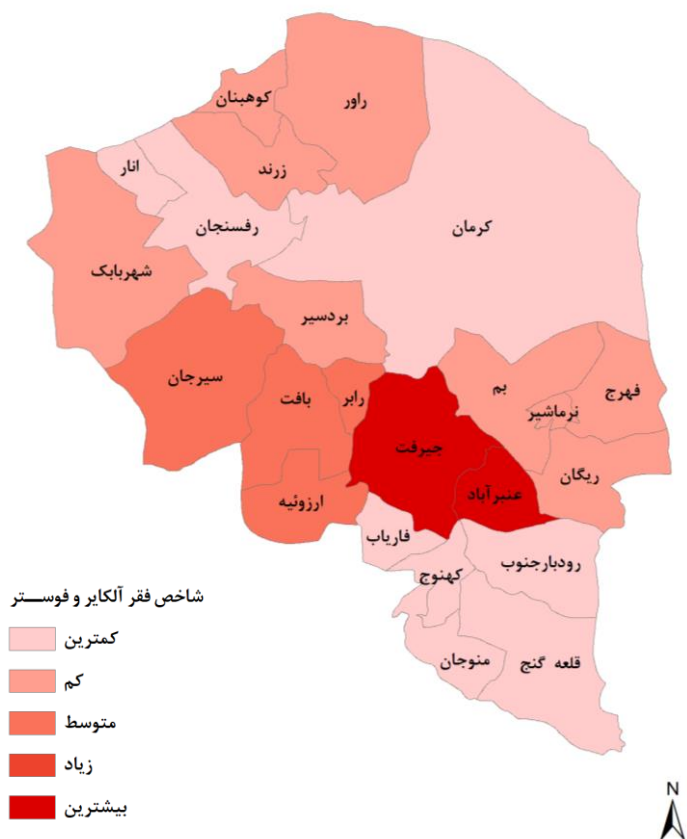 کوهبنان
راور
زرند
انار
رفسنجان
کرمان
شهربابک
بردسیر
سیرجان
بافت
رابر
بم
فهرج
نرماشیر
جیرفت
ریگان
عنبرآباد
ارزوئیه
فاریاب
رودبارجنوب
کهنوج
منوجان
قلعه گنج
شاخص فقر آلکایر و فوستر
کمترین
کم
متوسط
زیاد
بیشترین
N